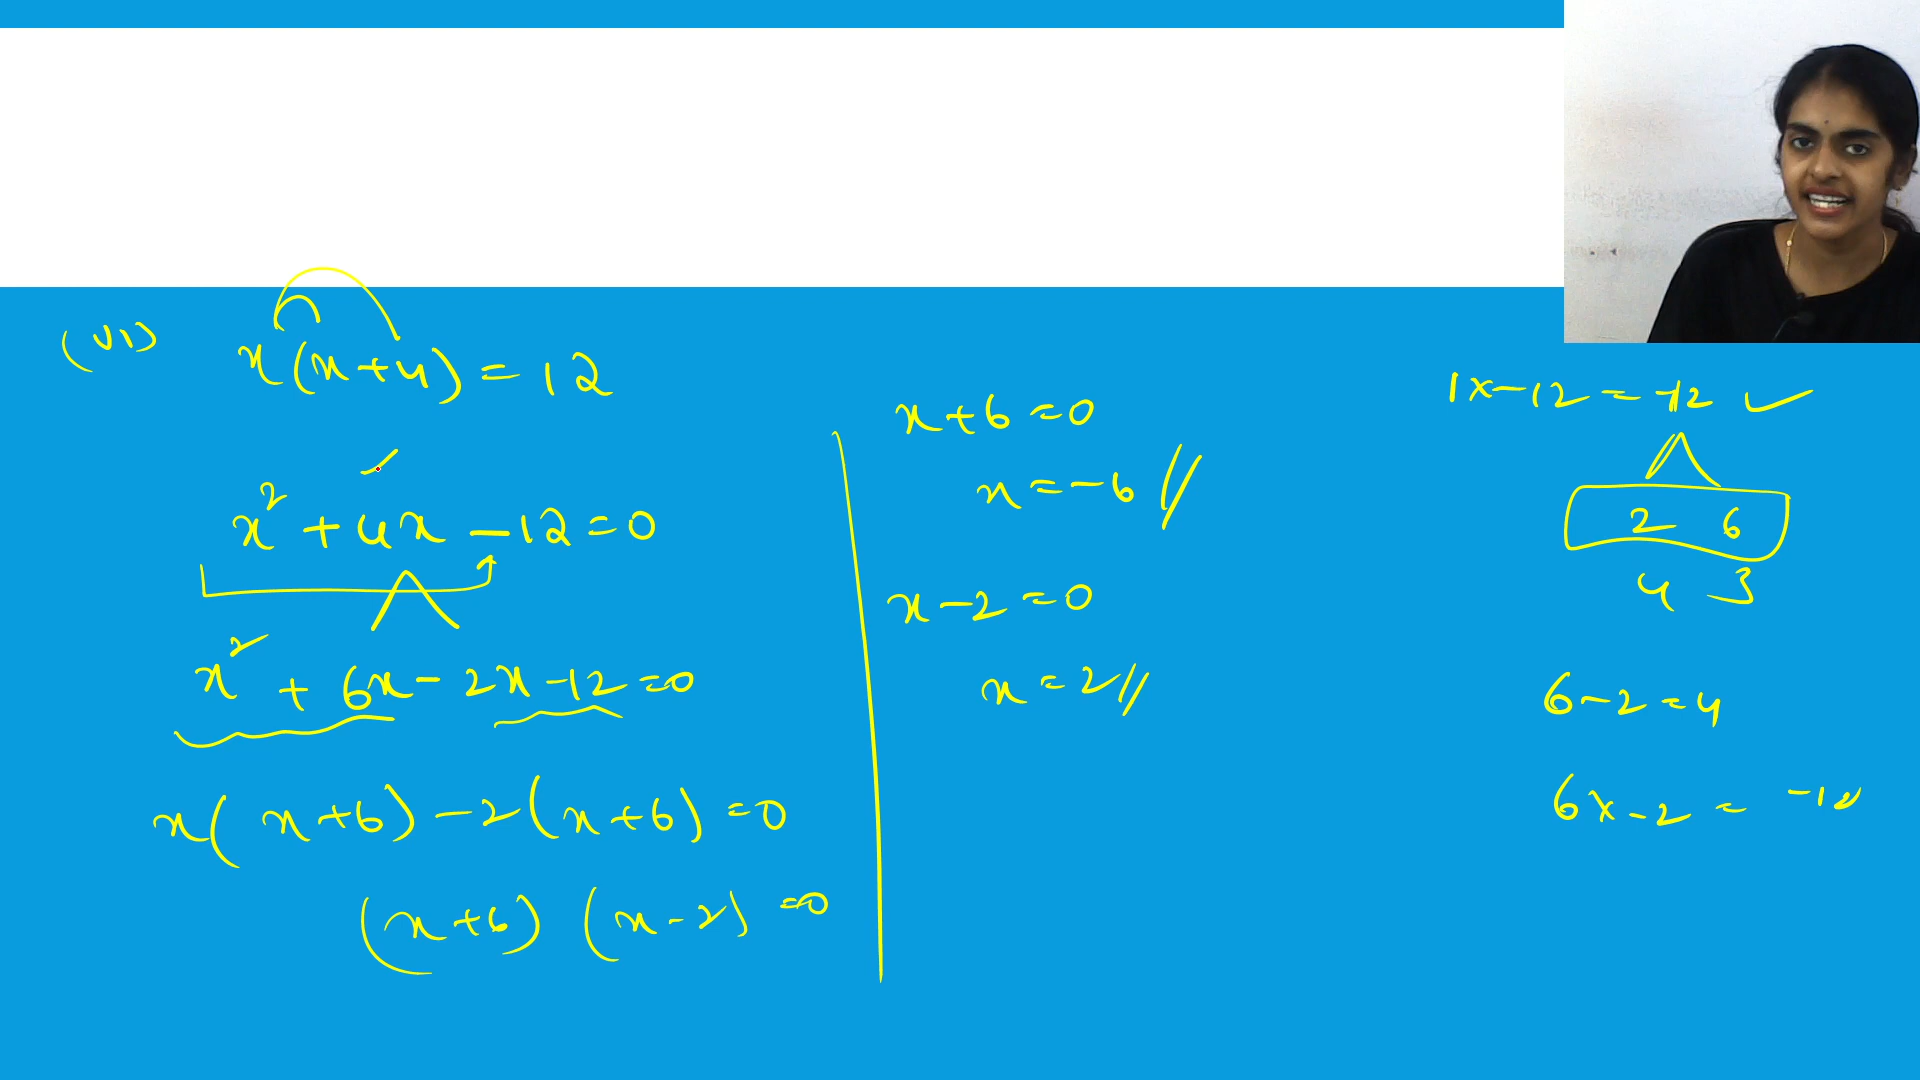 (vi) x(x+4) = 12
x² + 4x - 12 = 0
x² + 6x - 2x - 12 = 0
x(x+6) - 2(x+6) = 0
(x+6) (x-2) = 0
x+6 = 0
x = -6 //
x - 2 = 0
x = 2 //
1x-12 = -12 ✓
2 6
4 3
6-2 = 4
6x-2 = -12